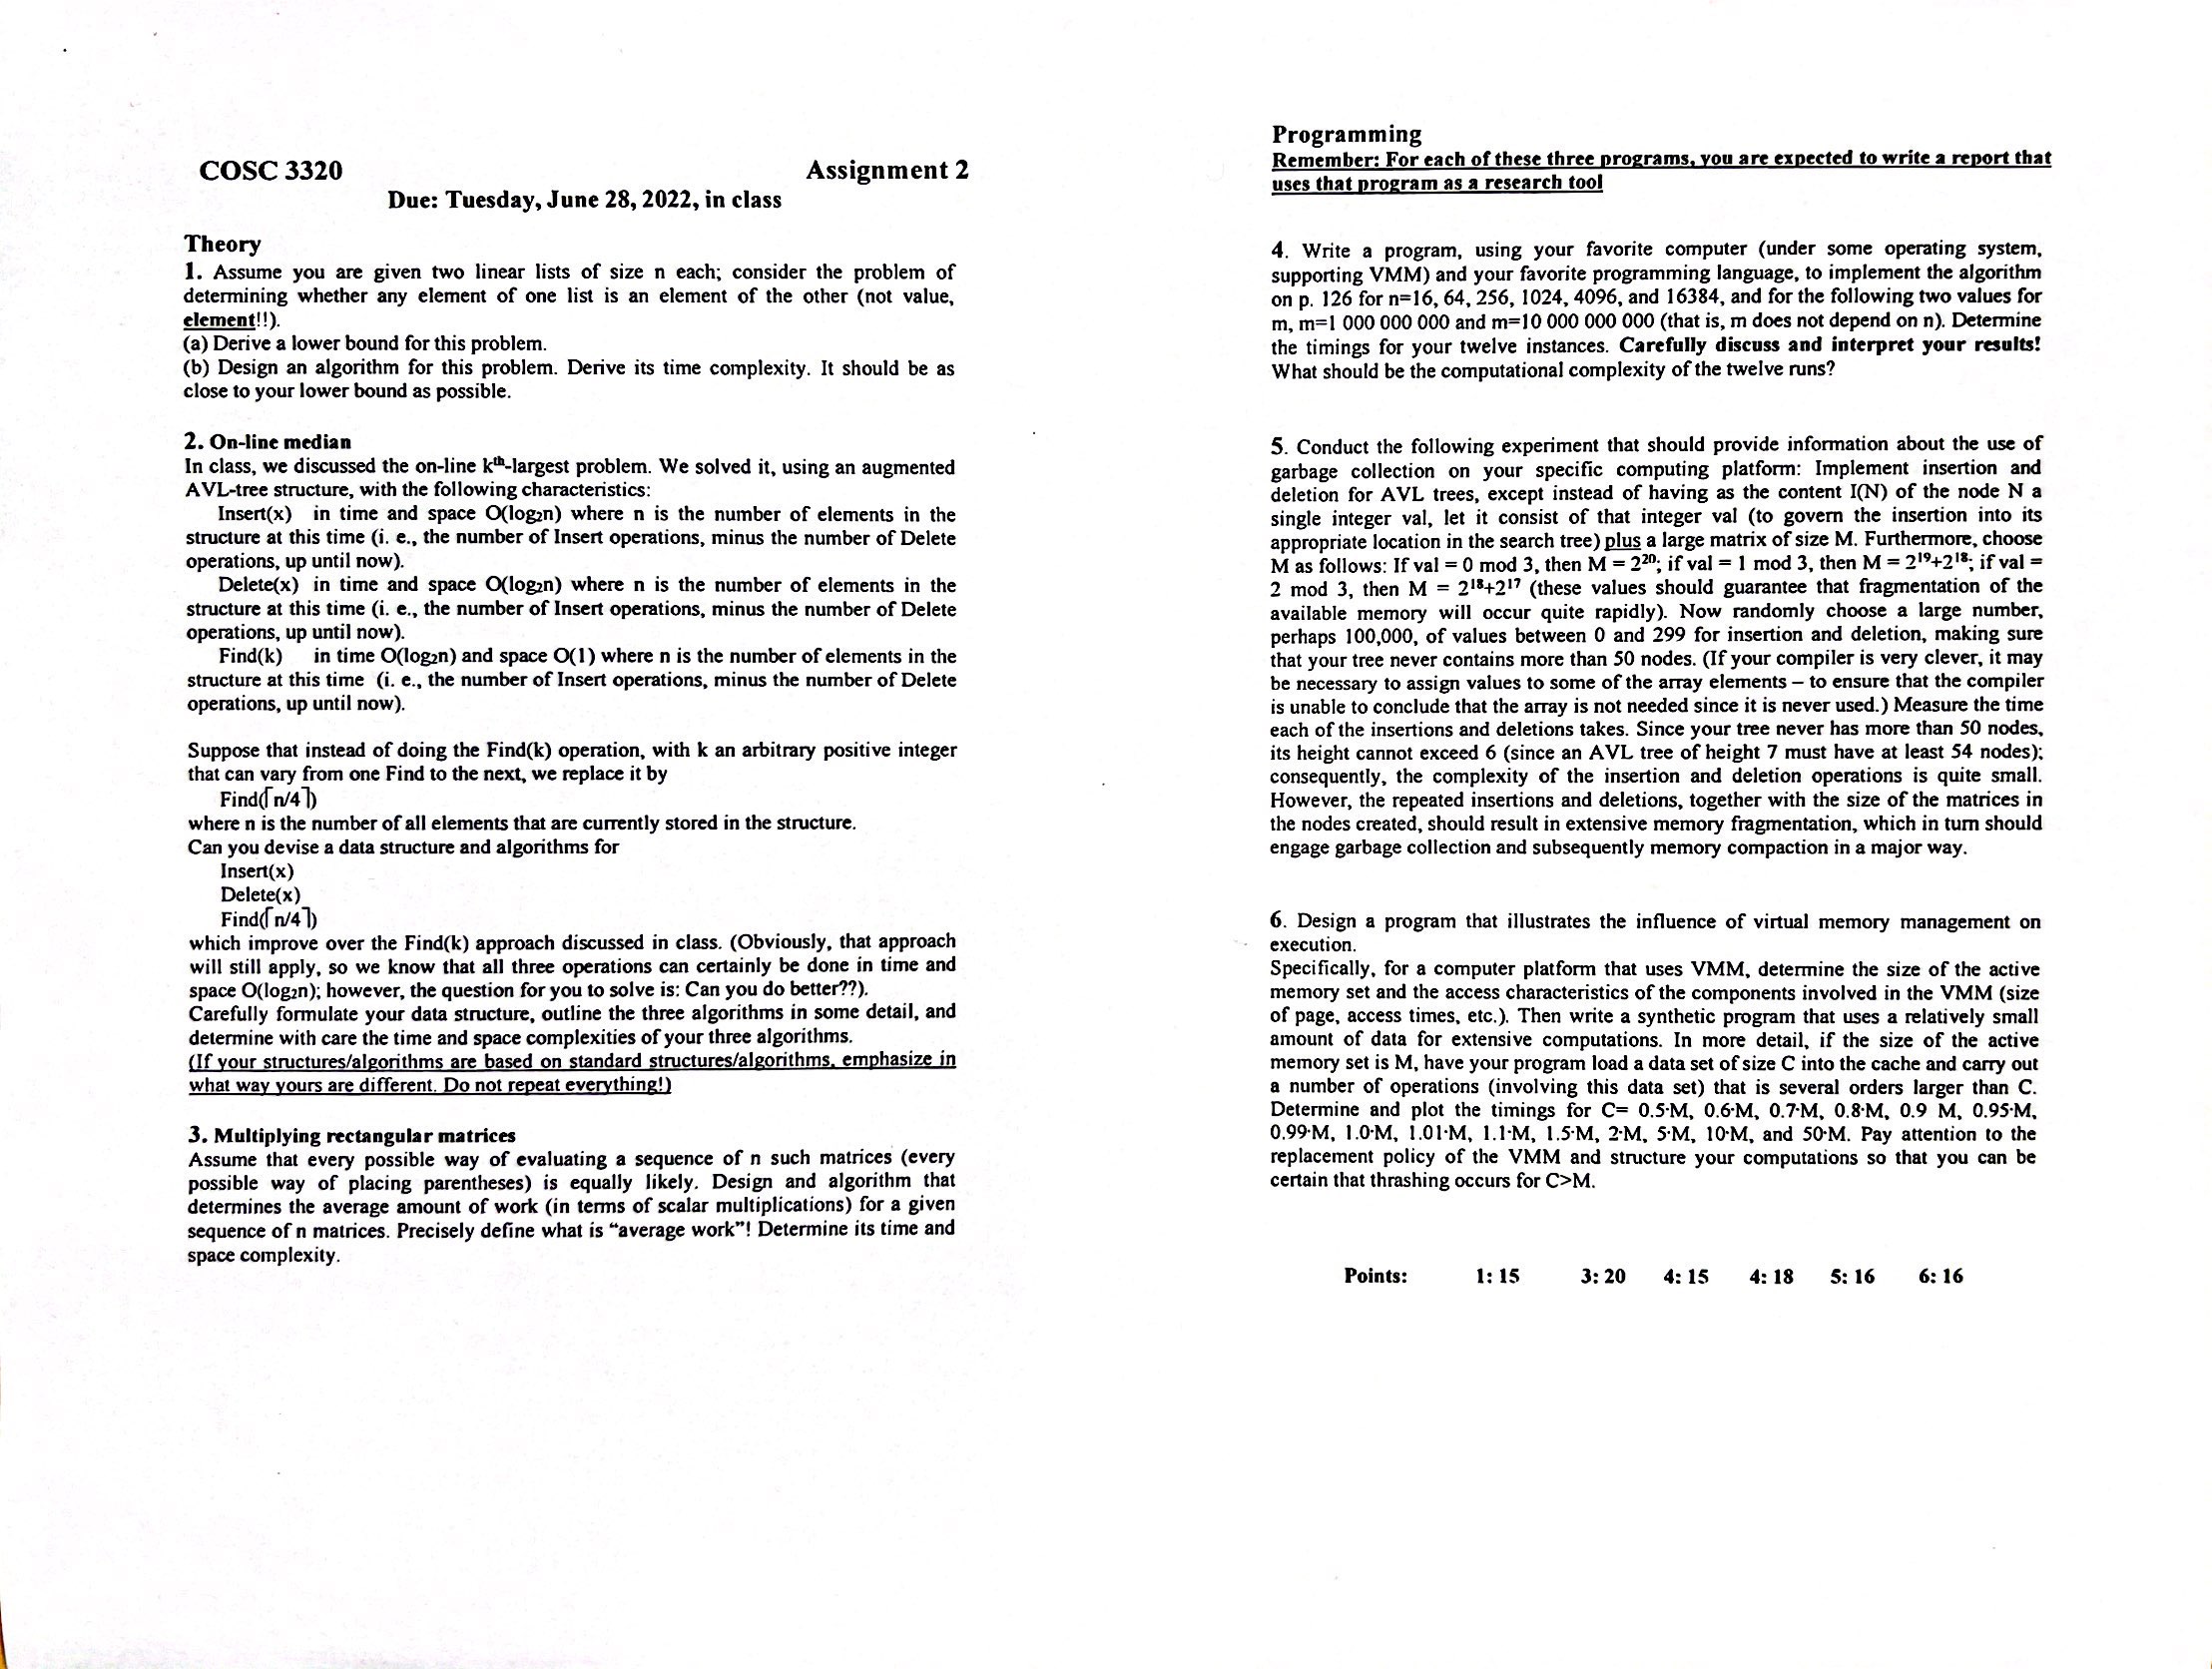 COSC 3320 Assignment 2
Due: Tuesday, June 28, 2022, in class
Theory
1. Assume you are given two linear lists of size n each; consider the problem of
determining whether any element of one list is an element of the other (not value,
element!!).
(a) Derive a lower bound for this problem.
(b) Design an algorithm for this problem. Derive its time complexity. It should be as
close to your lower bound as possible.
2. On-line median
In class, we discussed the on-line kth-largest problem. We solved it, using an augmented
AVL-tree structure, with the following characteristics:
Insert(x) in time and space O(log₂n) where n is the number of elements in the
structure at this time (i. e., the number of Insert operations, minus the number of Delete
operations, up until now).
Delete(x) in time and space O(log₂n) where n is the number of elements in the
structure at this time (i. e., the number of Insert operations, minus the number of Delete
operations, up until now).
Find(k) in time O(log₂n) and space O(1) where n is the number of elements in the
structure at this time (i. e., the number of Insert operations, minus the number of Delete
operations, up until now).
Suppose that instead of doing the Find(k) operation, with k an arbitrary positive integer
that can vary from one Find to the next, we replace it by
Find(⌈n/4⌉)
where n is the number of all elements that are currently stored in the structure.
Can you devise a data structure and algorithms for
Insert(x)
Delete(x)
Find(⌈n/4⌉)
which improve over the Find(k) approach discussed in class. (Obviously, that approach
will still apply, so we know that all three operations can certainly be done in time and
space O(log₂n); however, the question for you to solve is: Can you do better??).
Carefully formulate your data structure, outline the three algorithms in some detail, and
determine with care the time and space complexities of your three algorithms.
(If your structures/algorithms are based on standard structures/algorithms, emphasize in
what way yours are different. Do not repeat everything!)
3. Multiplying rectangular matrices
Assume that every possible way of evaluating a sequence of n such matrices (every
possible way of placing parentheses) is equally likely. Design and algorithm that
determines the average amount of work (in terms of scalar multiplications) for a given
sequence of n matrices. Precisely define what is “average work”! Determine its time and
space complexity.
Programming
Remember: For each of these three programs, you are expected to write a report that
uses that program as a research tool
4. Write a program, using your favorite computer (under some operating system,
supporting VMM) and your favorite programming language, to implement the algorithm
on p. 126 for n=16, 64, 256, 1024, 4096, and 16384, and for the following two values for
m, m=1 000 000 000 and m=10 000 000 000 (that is, m does not depend on n). Determine
the timings for your twelve instances. Carefully discuss and interpret your results!
What should be the computational complexity of the twelve runs?
5. Conduct the following experiment that should provide information about the use of
garbage collection on your specific computing platform: Implement insertion and
deletion for AVL trees, except instead of having as the content I(N) of the node N a
single integer val, let it consist of that integer val (to govern the insertion into its
appropriate location in the search tree) plus a large matrix of size M. Furthermore, choose
M as follows: If val = 0 mod 3, then M = 2²⁰; if val = 1 mod 3, then M = 2¹⁹+2¹⁸; if val =
2 mod 3, then M = 2¹⁸+2¹⁷ (these values should guarantee that fragmentation of the
available memory will occur quite rapidly). Now randomly choose a large number,
perhaps 100,000, of values between 0 and 299 for insertion and deletion, making sure
that your tree never contains more than 50 nodes. (If your compiler is very clever, it may
be necessary to assign values to some of the array elements – to ensure that the compiler
is unable to conclude that the array is not needed since it is never used.) Measure the time
each of the insertions and deletions takes. Since your tree never has more than 50 nodes,
its height cannot exceed 6 (since an AVL tree of height 7 must have at least 54 nodes);
consequently, the complexity of the insertion and deletion operations is quite small.
However, the repeated insertions and deletions, together with the size of the matrices in
the nodes created, should result in extensive memory fragmentation, which in turn should
engage garbage collection and subsequently memory compaction in a major way.
6. Design a program that illustrates the influence of virtual memory management on
execution.
Specifically, for a computer platform that uses VMM, determine the size of the active
memory set and the access characteristics of the components involved in the VMM (size
of page, access times, etc.). Then write a synthetic program that uses a relatively small
amount of data for extensive computations. In more detail, if the size of the active
memory set is M, have your program load a data set of size C into the cache and carry out
a number of operations (involving this data set) that is several orders larger than C.
Determine and plot the timings for C= 0.5·M, 0.6·M, 0.7·M, 0.8·M, 0.9 M, 0.95·M,
0.99·M, 1.0·M, 1.01·M, 1.1·M, 1.5·M, 2·M, 5·M, 10·M, and 50·M. Pay attention to the
replacement policy of the VMM and structure your computations so that you can be
certain that thrashing occurs for C>M.
Points: 1: 15 3: 20 4: 15 4: 18 5: 16 6: 16